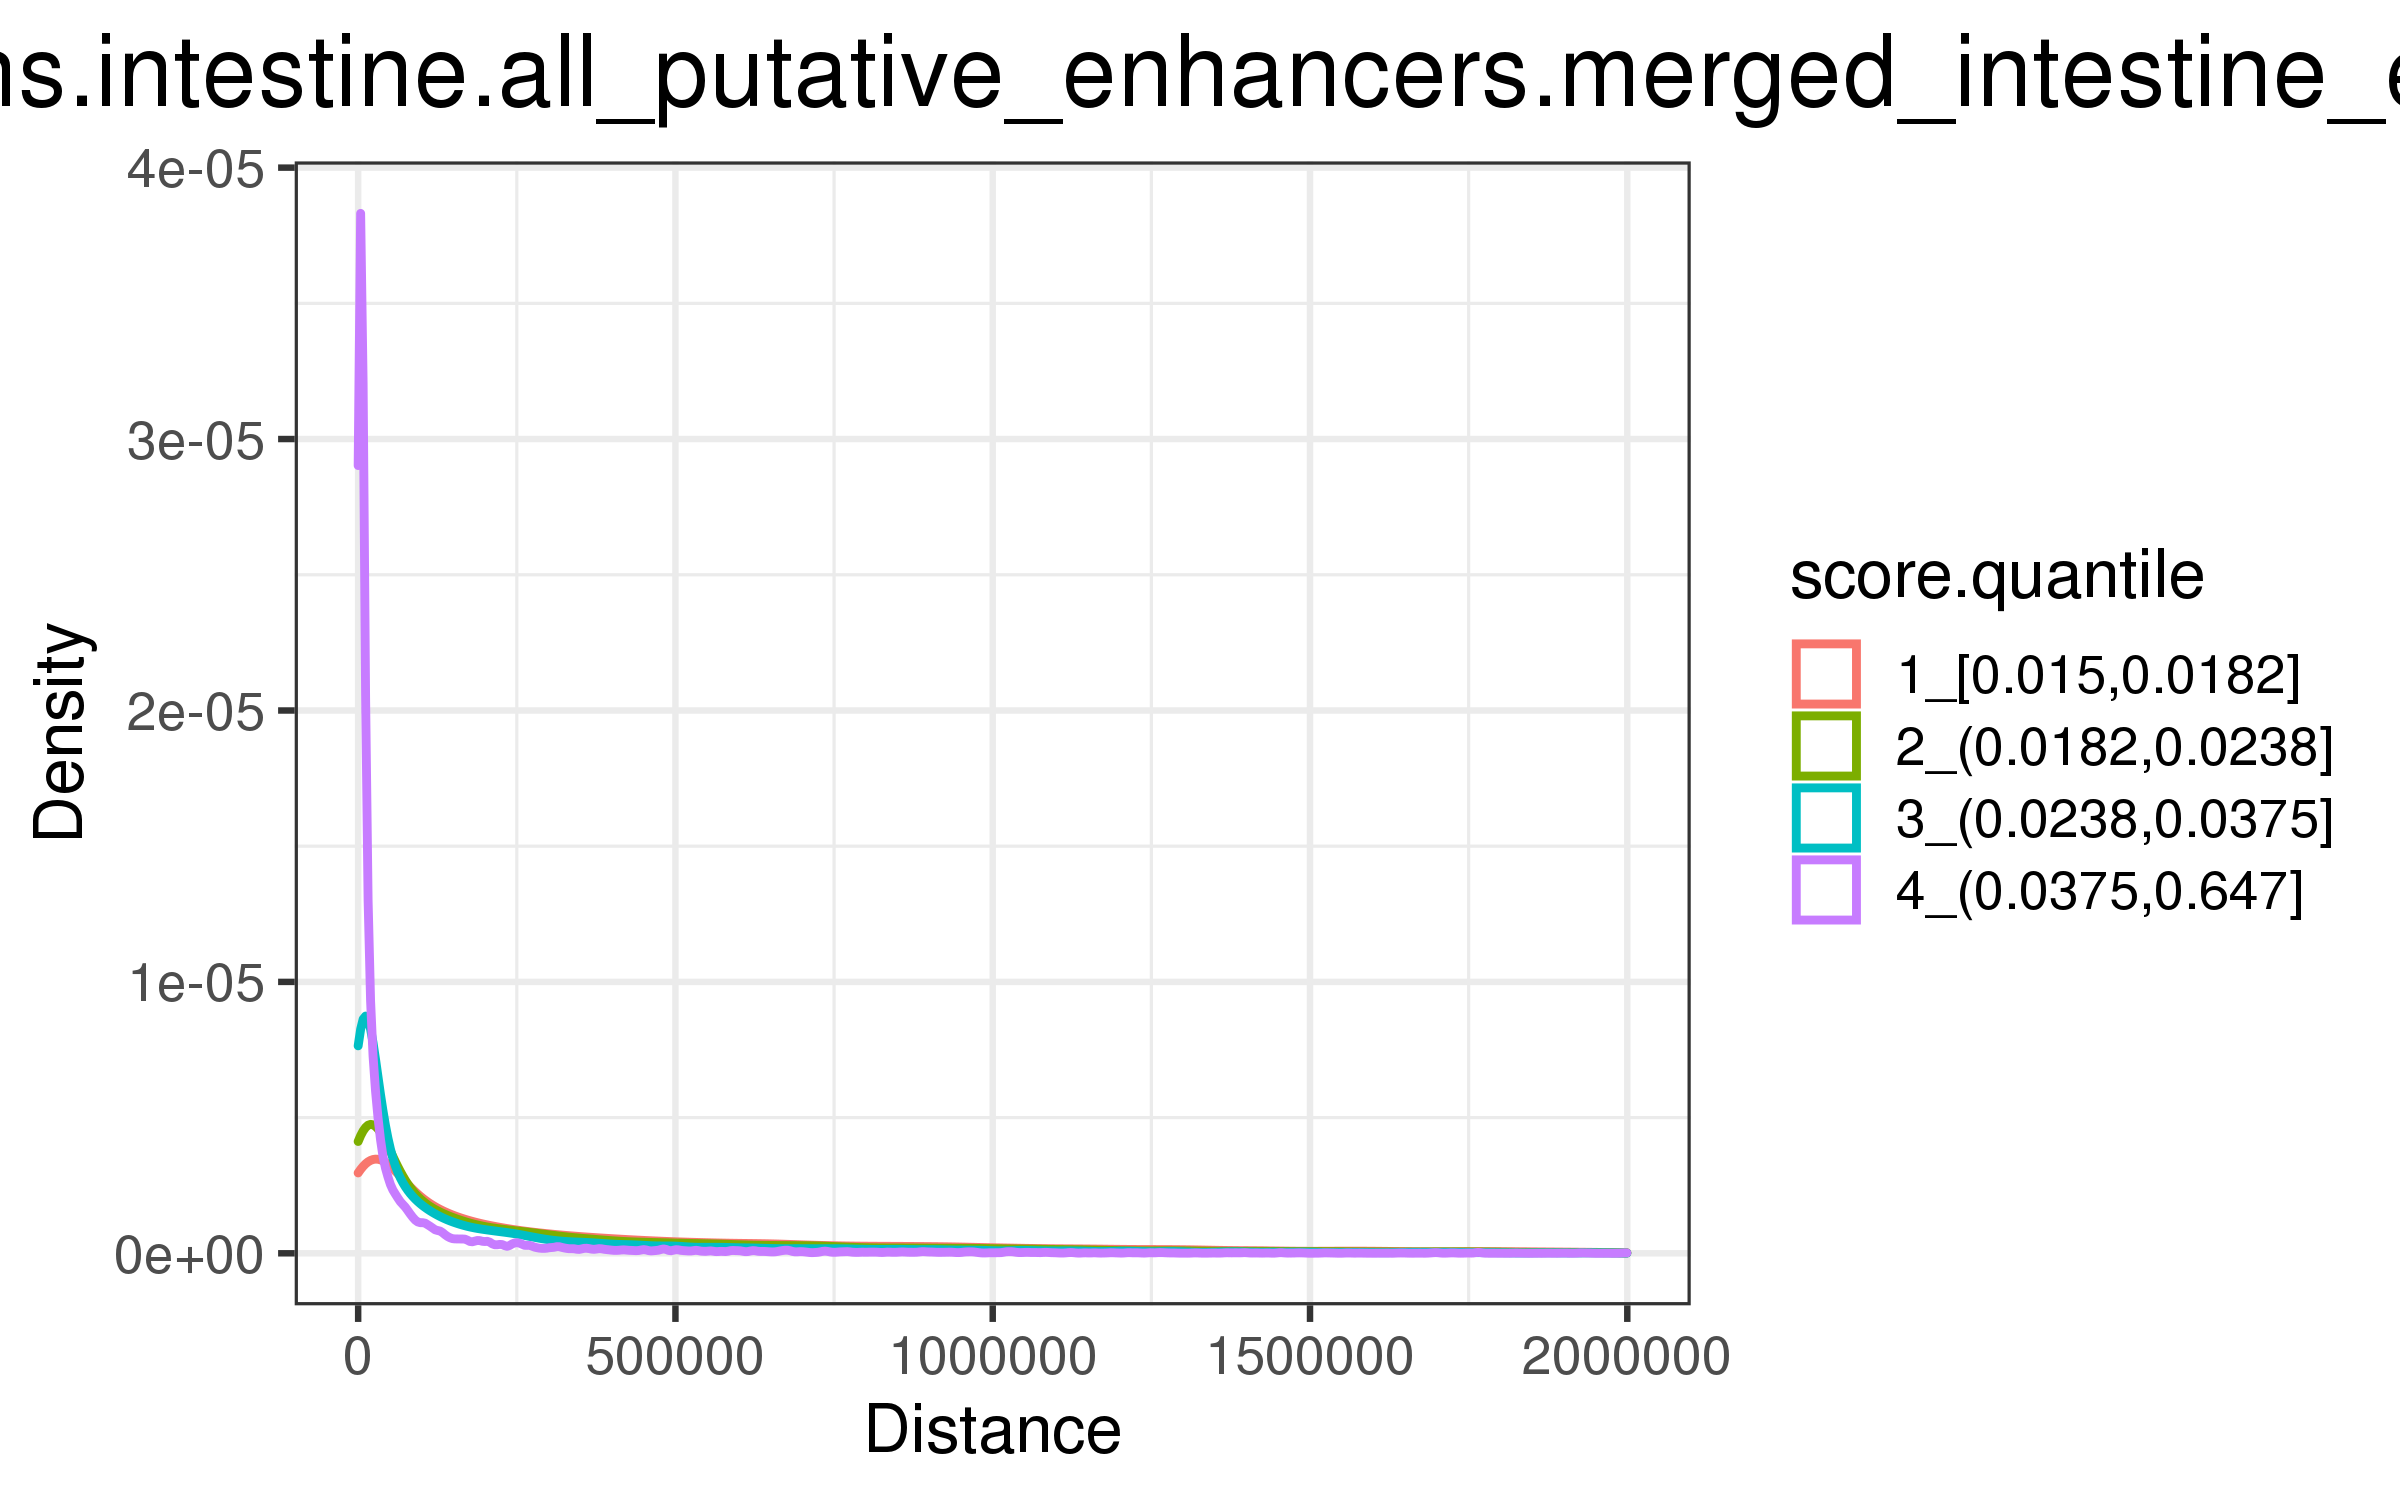 ns.intestine.all_putative_enhancers.merged_intestine_e
4e-05
3e-05
2e-05
1e-05
0e+00
Density
0
500000
1000000
1500000
2000000
Distance
score.quantile
1_[0.015,0.0182]
2_(0.0182,0.0238]
3_(0.0238,0.0375]
4_(0.0375,0.647]